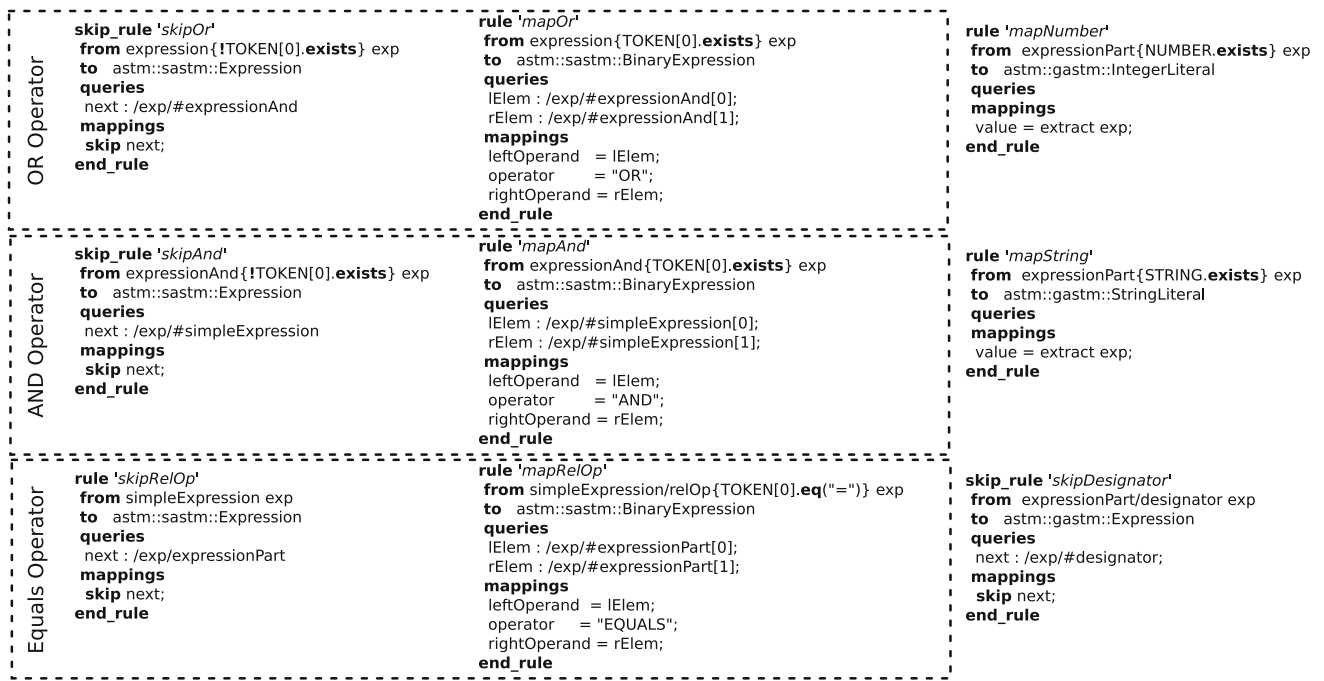 OR Operator
skip_rule 'skipOr'
from expression{!TOKEN[0].exists} exp
to astm::sastm::Expression
queries
next : /exp/#expressionAnd
mappings
skip next;
end_rule
rule 'mapOr'
from expression{TOKEN[0].exists} exp
to astm::sastm::BinaryExpression
queries
lElem : /exp/#expressionAnd[0];
rElem : /exp/#expressionAnd[1];
mappings
leftOperand = lElem;
operator = "OR";
rightOperand = rElem;
end_rule
rule 'mapNumber'
from expressionPart{NUMBER.exists} exp
to astm::gastm::IntegerLiteral
queries
mappings
value = extract exp;
end_rule
AND Operator
skip_rule 'skipAnd'
from expressionAnd{!TOKEN[0].exists} exp
to astm::sastm::Expression
queries
next : /exp/#simpleExpression
mappings
skip next;
end_rule
rule 'mapAnd'
from expressionAnd{TOKEN[0].exists} exp
to astm::sastm::BinaryExpression
queries
lElem : /exp/#simpleExpression[0];
rElem : /exp/#simpleExpression[1];
mappings
leftOperand = lElem;
operator = "AND";
rightOperand = rElem;
end_rule
rule 'mapString'
from expressionPart{STRING.exists} exp
to astm::gastm::StringLiteral
queries
mappings
value = extract exp;
end_rule
Equals Operator
rule 'skipRelOp'
from simpleExpression exp
to astm::sastm::Expression
queries
next : /exp/expressionPart
mappings
skip next;
end_rule
rule 'mapRelOp'
from simpleExpression/relOp{TOKEN[0].eq("=")} exp
to astm::sastm::BinaryExpression
queries
lElem : /exp/#expressionPart[0];
rElem : /exp/#expressionPart[1];
mappings
leftOperand = lElem;
operator = "EQUALS";
rightOperand = rElem;
end_rule
skip_rule 'skipDesignator'
from expressionPart/designator exp
to astm::gastm::Expression
queries
next : /exp/#designator;
mappings
skip next;
end_rule